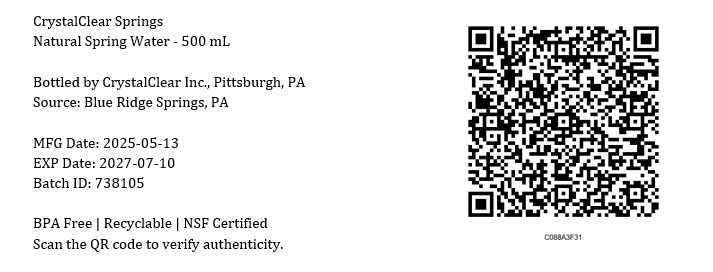 CrystalClear Springs
Natural Spring Water - 500 mL
Bottled by CrystalClear Inc., Pittsburgh, PA
Source: Blue Ridge Springs, PA
MFG Date: 2025-05-13
EXP Date: 2027-07-10
Batch ID: 738105
BPA Free | Recyclable | NSF Certified
Scan the QR code to verify authenticity.
C088A3F31